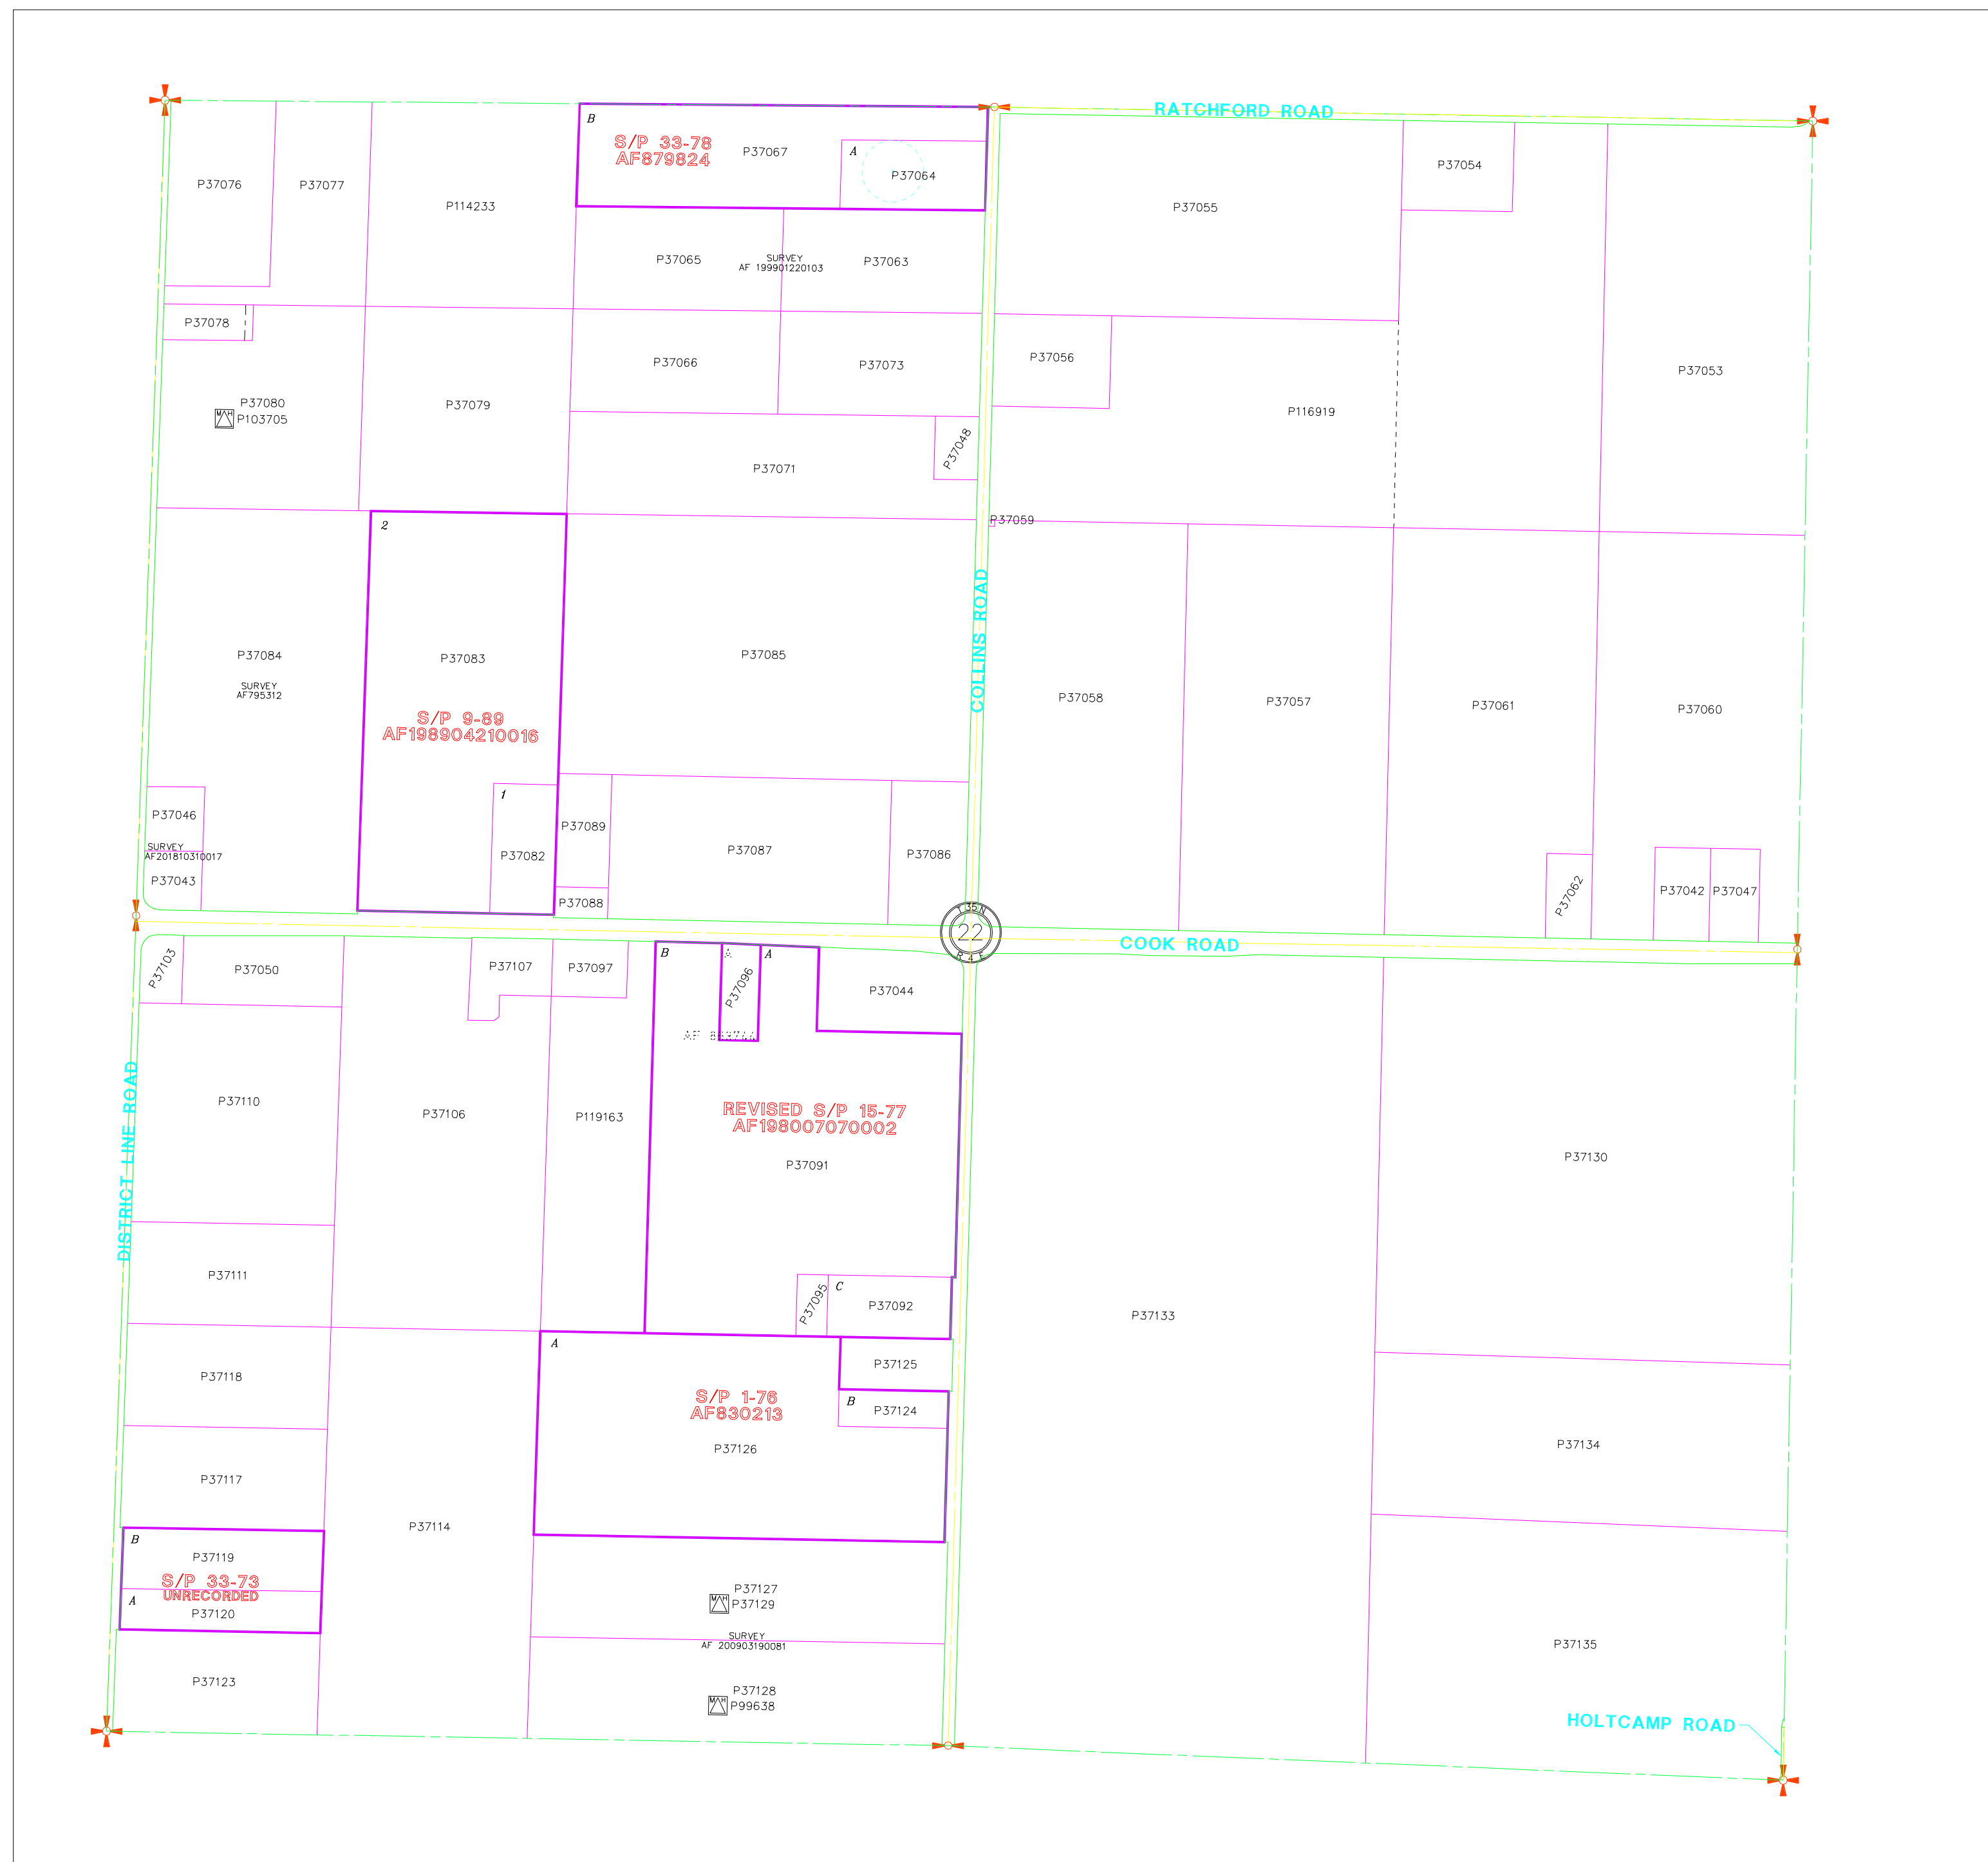 RATCHFORD ROAD
B
S/P 33-78
AF879824
P37067
A
P37064
P37054
P37076
P37077
P114233
P37055
P37065
SURVEY
AF 199901220103
P37063
P37078
P37066
P37073
P37056
P37053
P37080
MH P103705
P37079
P116919
P37048
P37071
2
P37059
COLLINS ROAD
P37084
SURVEY
AF795312
P37083
S/P 9-89
AF198904210016
P37085
P37058
P37057
P37061
P37060
1
P37046
SURVEY
AF201810310017
P37043
P37082
P37089
P37088
P37087
P37086
P37062
P37042
P37047
T 35 N
22
R 4 E
COOK ROAD
P37103
P37050
P37107
P37097
B
A
P37096
A
P37044
DISTRICT LINE ROAD
P37110
P37106
P119163
REVISED S/P 15-77
AF198007070002
P37091
P37130
P37111
P37095
C
P37092
P37133
A
P37125
P37118
S/P 1-76
AF830213
B
P37124
P37126
P37134
P37117
P37114
B
P37119
S/P 33-73
UNRECORDED
A
P37120
P37127
MH P37129
SURVEY
AF 200903190081
P37135
P37123
P37128
MH P99638
HOLTCAMP ROAD